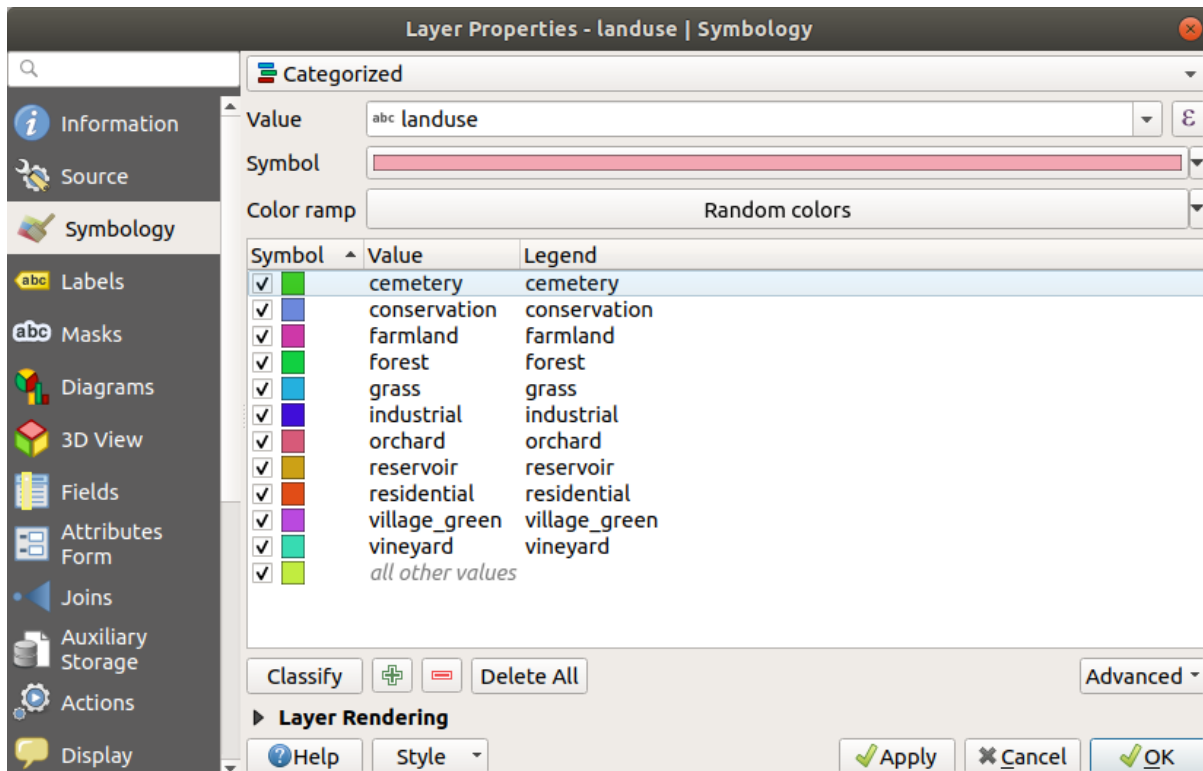 Layer Properties - landuse | Symbology
Categorized
Information
Source
Symbology
abc Labels
abc Masks
Diagrams
3D View
Fields
Attributes
Form
Joins
Auxiliary
Storage
Actions
Display
Value abc landuse ε
Symbol
Color ramp Random colors
Symbol Value Legend
cemetery cemetery
conservation conservation
farmland farmland
forest forest
grass grass
industrial industrial
orchard orchard
reservoir reservoir
residential residential
village_green village_green
vineyard vineyard
all other values
Classify Delete All Advanced
Layer Rendering
Help Style Apply Cancel OK